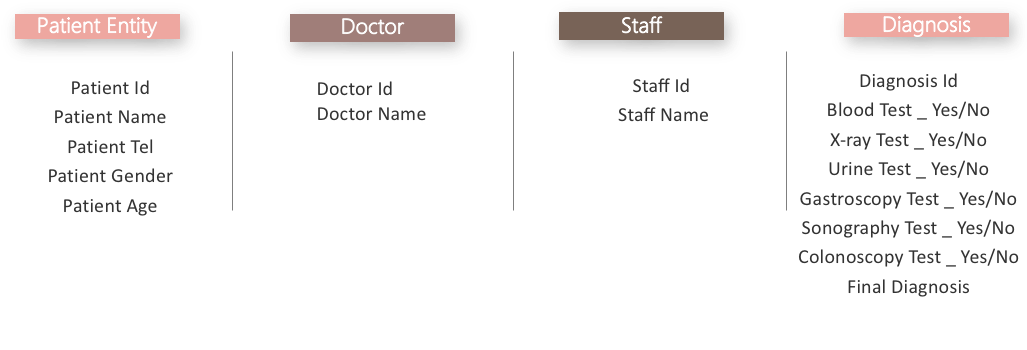 Patient Entity
Patient Id
Patient Name
Patient Tel
Patient Gender
Patient Age
Doctor
Doctor Id
Doctor Name
Staff
Staff Id
Staff Name
Diagnosis
Diagnosis Id
Blood Test _ Yes/No
X-ray Test _ Yes/No
Urine Test _ Yes/No
Gastroscopy Test _ Yes/No
Sonography Test _ Yes/No
Colonoscopy Test _ Yes/No
Final Diagnosis